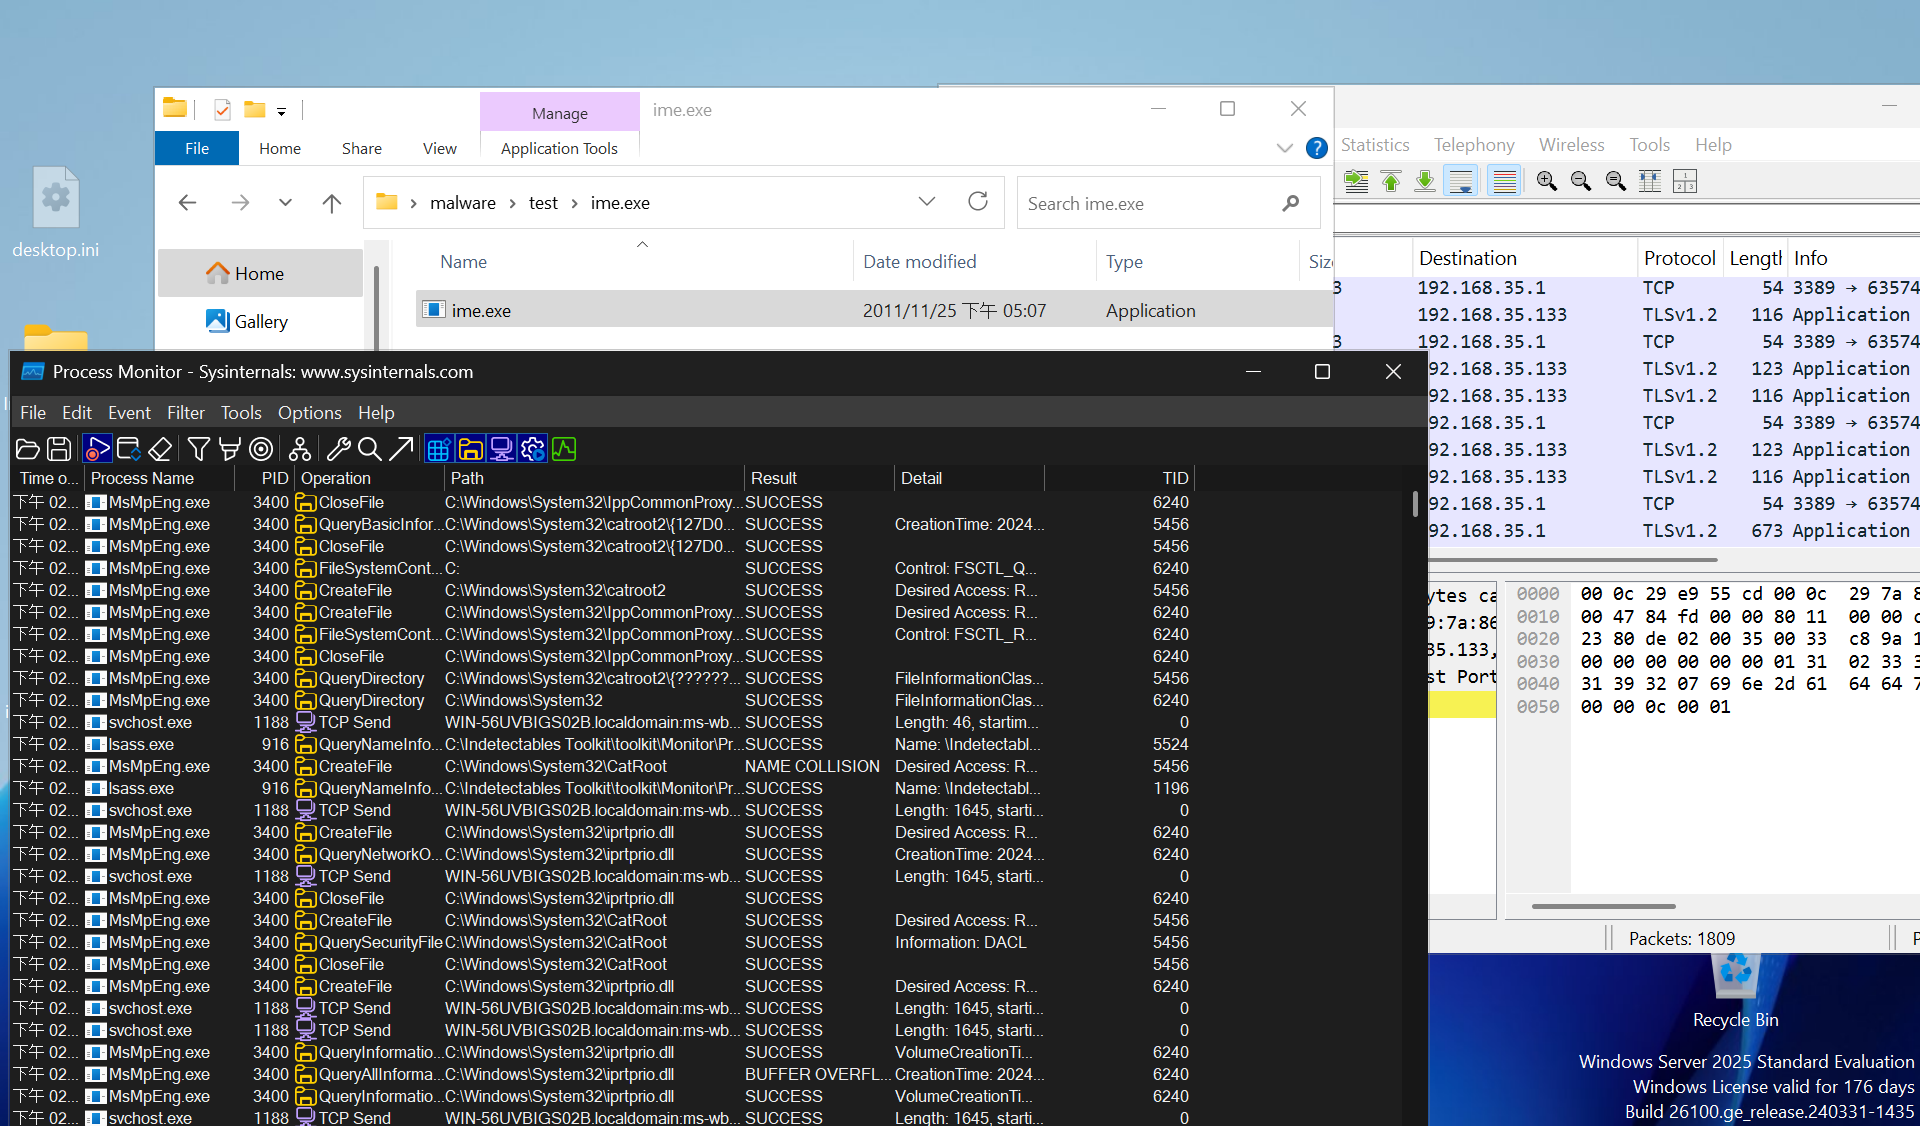 desktop.ini
Manage
ime.exe
File
Home
Share
View
Application Tools
malware > test > ime.exe
Search ime.exe
Home
Gallery
Name
Date modified
Type
ime.exe
2011/11/25 下午 05:07
Application
Statistics
Telephony
Wireless
Tools
Help
Destination Protocol Info
192.168.35.1 TCP 54 3389 → 63574
192.168.35.133 TLSv1.2 116 Application
192.168.35.1 TCP 54 3389 → 63574
192.168.35.133 TLSv1.2 123 Application
92.168.35.133 TLSv1.2 116 Application
92.168.35.1 TCP 54 3389 → 63574
92.168.35.133 TLSv1.2 123 Application
92.168.35.133 TLSv1.2 116 Application
92.168.35.1 TCP 54 3389 → 63574
92.168.35.1 TLSv1.2 673 Application
Process Monitor - Sysinternals: www.sysinternals.com
File Edit Event Filter Tools Options Help
Time o... Process Name PID Operation Path Result Detail TID
下午 02... MsMpEng.exe 3400 CloseFile C:\Windows\System32\IppCommonProxy... SUCCESS 6240
下午 02... MsMpEng.exe 3400 QueryBasicInfor... C:\Windows\System32\catroot2\{127D0... SUCCESS CreationTime: 2024... 5456
下午 02... MsMpEng.exe 3400 CloseFile C:\Windows\System32\catroot2\{127D0... SUCCESS 5456
下午 02... MsMpEng.exe 3400 FileSystemCont... C: SUCCESS Control: FSCTL_Q... 6240
下午 02... MsMpEng.exe 3400 CreateFile C:\Windows\System32\catroot2 SUCCESS Desired Access: R... 5456
下午 02... MsMpEng.exe 3400 CreateFile C:\Windows\System32\IppCommonProxy... SUCCESS Desired Access: R... 6240
下午 02... MsMpEng.exe 3400 FileSystemCont... C:\Windows\System32\IppCommonProxy... SUCCESS Control: FSCTL_R... 6240
下午 02... MsMpEng.exe 3400 CloseFile C:\Windows\System32\IppCommonProxy... SUCCESS 6240
下午 02... MsMpEng.exe 3400 QueryDirectory C:\Windows\System32\catroot2\{??????... SUCCESS FileInformationClas... 5456
下午 02... MsMpEng.exe 3400 QueryDirectory C:\Windows\System32 SUCCESS FileInformationClas... 6240
下午 02... svchost.exe 1188 TCP Send WIN-56UVBIGS02B.localdomain:ms-wb... SUCCESS Length: 46, startim... 0
下午 02... lsass.exe 916 QueryNameInfo... C:\Indetectables Toolkit\toolkit\Monitor\Pr... SUCCESS Name: \Indetectabl... 5524
下午 02... MsMpEng.exe 3400 CreateFile C:\Windows\System32\CatRoot NAME COLLISION Desired Access: R... 5456
下午 02... lsass.exe 916 QueryNameInfo... C:\Indetectables Toolkit\toolkit\Monitor\Pr... SUCCESS Name: \Indetectabl... 1196
下午 02... svchost.exe 1188 TCP Send WIN-56UVBIGS02B.localdomain:ms-wb... SUCCESS Length: 1645, starti... 0
下午 02... MsMpEng.exe 3400 CreateFile C:\Windows\System32\iprtprio.dll SUCCESS Desired Access: R... 6240
下午 02... MsMpEng.exe 3400 QueryNetworkO... C:\Windows\System32\iprtprio.dll SUCCESS CreationTime: 2024... 6240
下午 02... svchost.exe 1188 TCP Send WIN-56UVBIGS02B.localdomain:ms-wb... SUCCESS Length: 1645, starti... 0
下午 02... MsMpEng.exe 3400 CloseFile C:\Windows\System32\iprtprio.dll SUCCESS 6240
下午 02... MsMpEng.exe 3400 CreateFile C:\Windows\System32\CatRoot SUCCESS Desired Access: R... 5456
下午 02... MsMpEng.exe 3400 QuerySecurityFile C:\Windows\System32\CatRoot SUCCESS Information: DACL 5456
下午 02... MsMpEng.exe 3400 CloseFile C:\Windows\System32\CatRoot SUCCESS 5456
下午 02... MsMpEng.exe 3400 CreateFile C:\Windows\System32\iprtprio.dll SUCCESS Desired Access: R... 6240
下午 02... svchost.exe 1188 TCP Send WIN-56UVBIGS02B.localdomain:ms-wb... SUCCESS Length: 1645, starti... 0
下午 02... svchost.exe 1188 TCP Send WIN-56UVBIGS02B.localdomain:ms-wb... SUCCESS Length: 1645, starti... 0
下午 02... MsMpEng.exe 3400 QueryInformatio... C:\Windows\System32\iprtprio.dll SUCCESS VolumeCreationTi... 6240
下午 02... MsMpEng.exe 3400 QueryAllInforma... C:\Windows\System32\iprtprio.dll BUFFER OVERFL... CreationTime: 2024... 6240
下午 02... MsMpEng.exe 3400 QueryInformatio... C:\Windows\System32\iprtprio.dll SUCCESS VolumeCreationTi... 6240
下午 02... svchost.exe 1188 TCP Send WIN-56UVBIGS02B.localdomain:ms-wb... SUCCESS Length: 1645, starti... 0
ytes ca
9:7a:86
35.133,
st Port
0000 00 0c 29 e9 55 cd 00 0c 29 7a 8
0010 00 47 84 fd 00 00 80 11 00 00 c
0020 23 80 de 02 00 35 00 33 c8 9a 1
0030 00 00 00 00 00 00 01 31 02 33 3
0040 31 39 32 07 69 6e 2d 61 64 64 7
0050 00 00 0c 00 01
Packets: 1809
Recycle Bin
Windows Server 2025 Standard Evaluation
Windows License valid for 176 days
Build 26100.ge_release.240331-1435